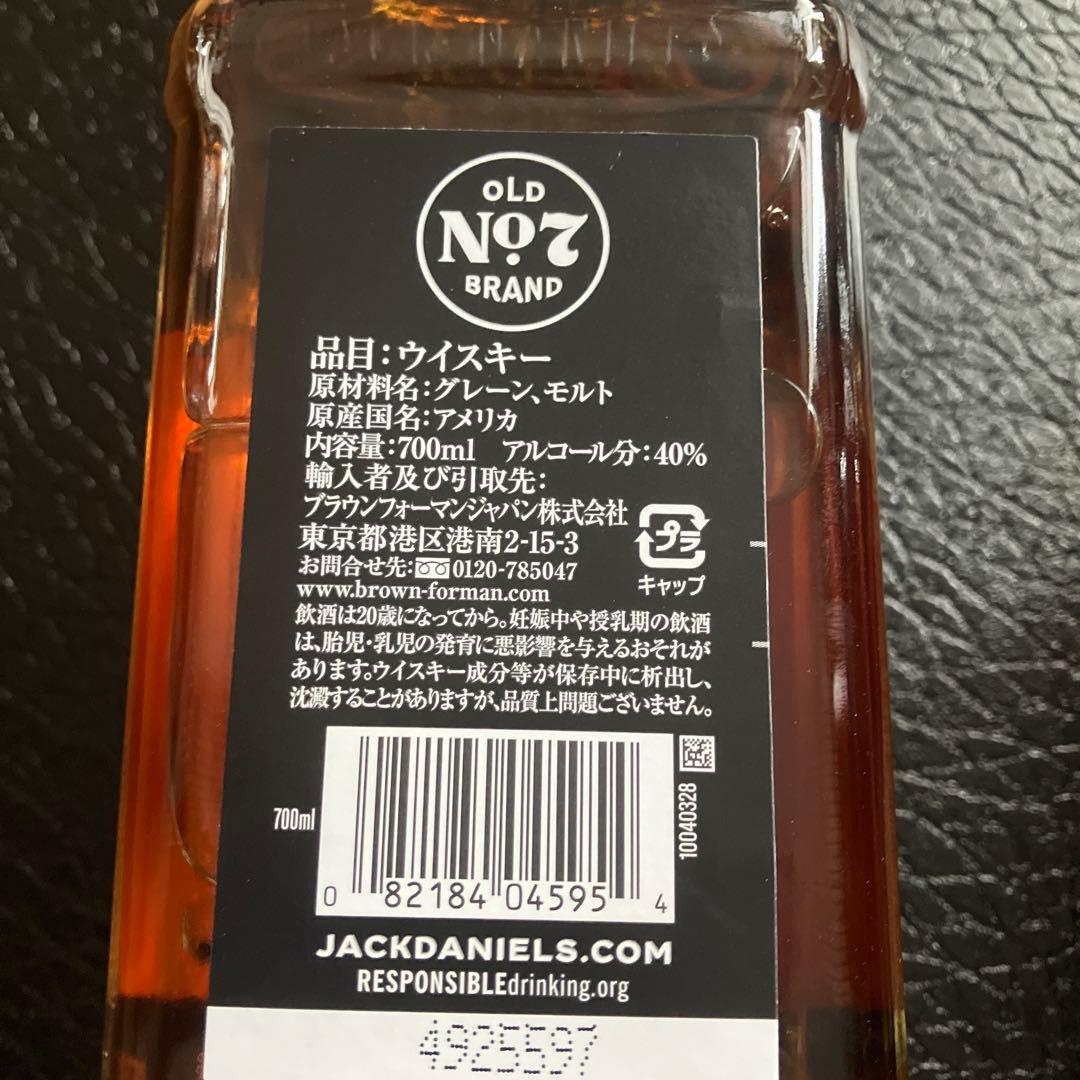 OLD
No.7
BRAND
品目:ウイスキー
原材料名:グレーン、モルト
原産国名:アメリカ
内容量:700ml アルコール分:40%
輸入者及び引取先:
ブラウンフォーマンジャパン株式会社
東京都港区港南2-15-3
プラ
キャップ
お問合せ先:0120-785047
www.brown-forman.com
飲酒は20歳になってから。妊娠中や授乳期の飲酒
は、胎児・乳児の発育に悪影響を与えるおそれが
あります。ウイスキー成分等が保存中に析出し、
沈澱することがありますが、品質上問題ございません。
700ml
10040328
0 82184 04595 4
JACKDANIELS.COM
RESPONSIBLEdrinking.org
4925597